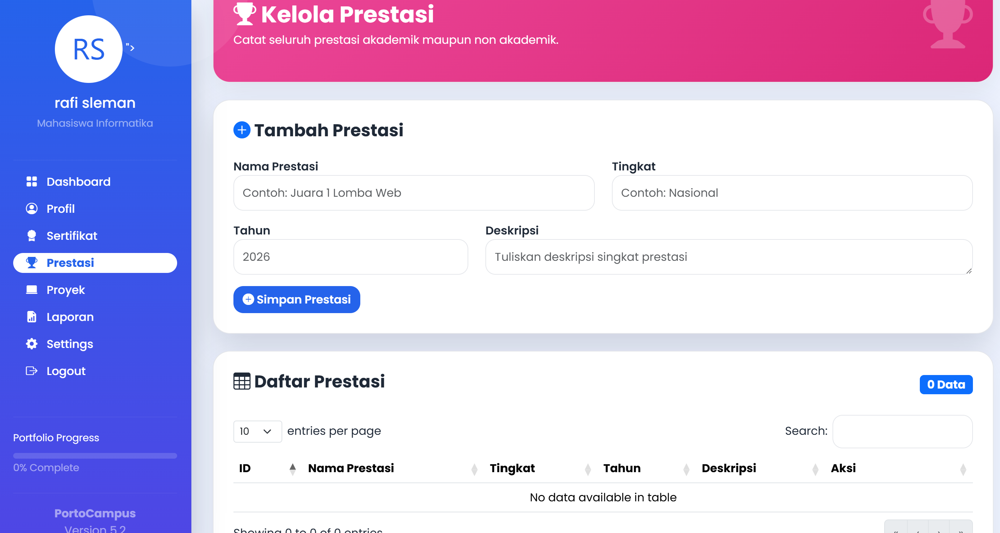 RS
">
rafi sleman
Mahasiswa Informatika
Dashboard
Profil
Sertifikat
Prestasi
Proyek
Laporan
Settings
Logout
Portfolio Progress
0% Complete
PortoCampus
Version 5.2
Kelola Prestasi
Catat seluruh prestasi akademik maupun non akademik.
Tambah Prestasi
Nama Prestasi Tingkat
Contoh: Juara 1 Lomba Web Contoh: Nasional
Tahun Deskripsi
2026 Tuliskan deskripsi singkat prestasi
Simpan Prestasi
Daftar Prestasi 0 Data
10 entries per page Search:
ID Nama Prestasi Tingkat Tahun Deskripsi Aksi
No data available in table
Showing 0 to 0 of 0 entries
« ‹ › »